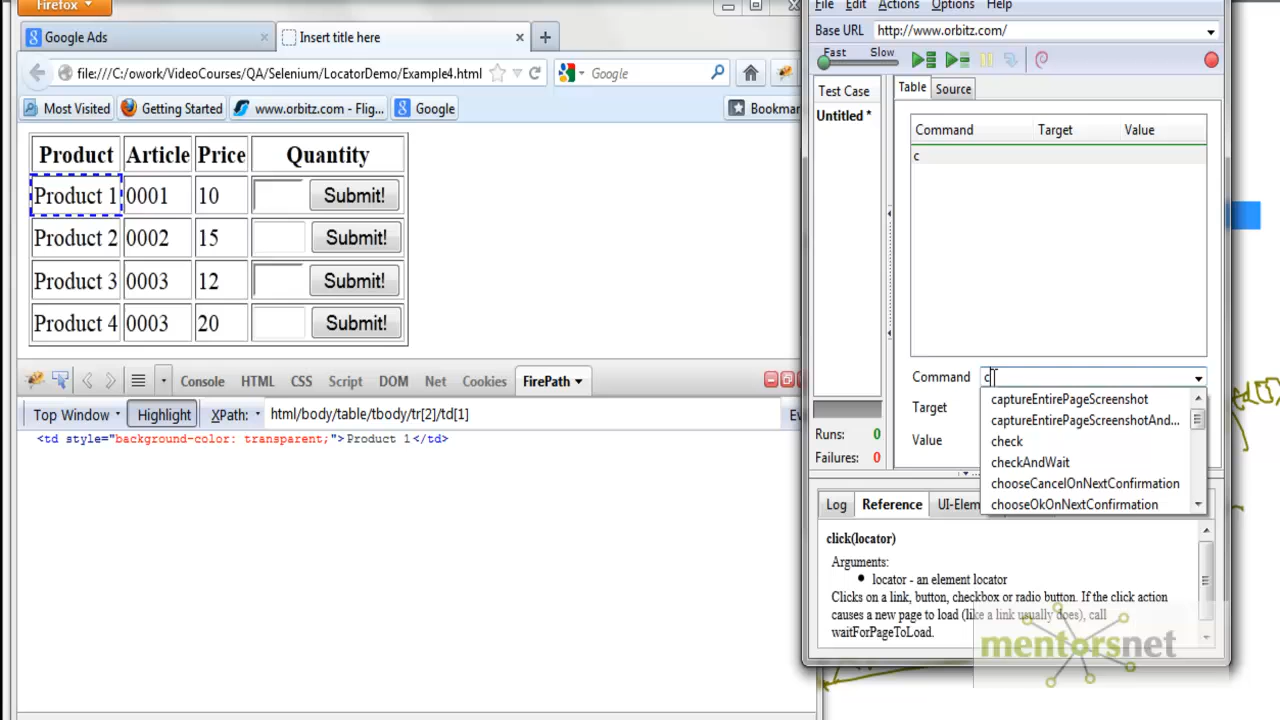 Firefox
Google Ads
Insert title here
file:///C:/owork/VideoCourses/QA/Selenium/LocatorDemo/Example4.html
Google
Most Visited
Getting Started
www.orbitz.com - Flig...
Google
Bookmar
Product Article Price Quantity
Product 1 0001 10 Submit!
Product 2 0002 15 Submit!
Product 3 0003 12 Submit!
Product 4 0003 20 Submit!
Console HTML CSS Script DOM Net Cookies FirePath
Top Window Highlight XPath: html/body/table/tbody/tr[2]/td[1] Ev
<td style="background-color: transparent;">Product 1</td>
File Edit Actions Options Help
Base URL http://www.orbitz.com/
Fast Slow
Test Case
Untitled *
Table Source
Command Target Value
c
Command c
Target
Value
captureEntirePageScreenshot
captureEntirePageScreenshotAnd...
check
checkAndWait
chooseCancelOnNextConfirmation
chooseOkOnNextConfirmation
Runs: 0
Failures: 0
Log Reference UI-Elem
click(locator)
Arguments:
locator - an element locator
Clicks on a link, button, checkbox or radio button. If the click action
causes a new page to load (like a link usually does), call
waitForPageToLoad.
mentorsnet